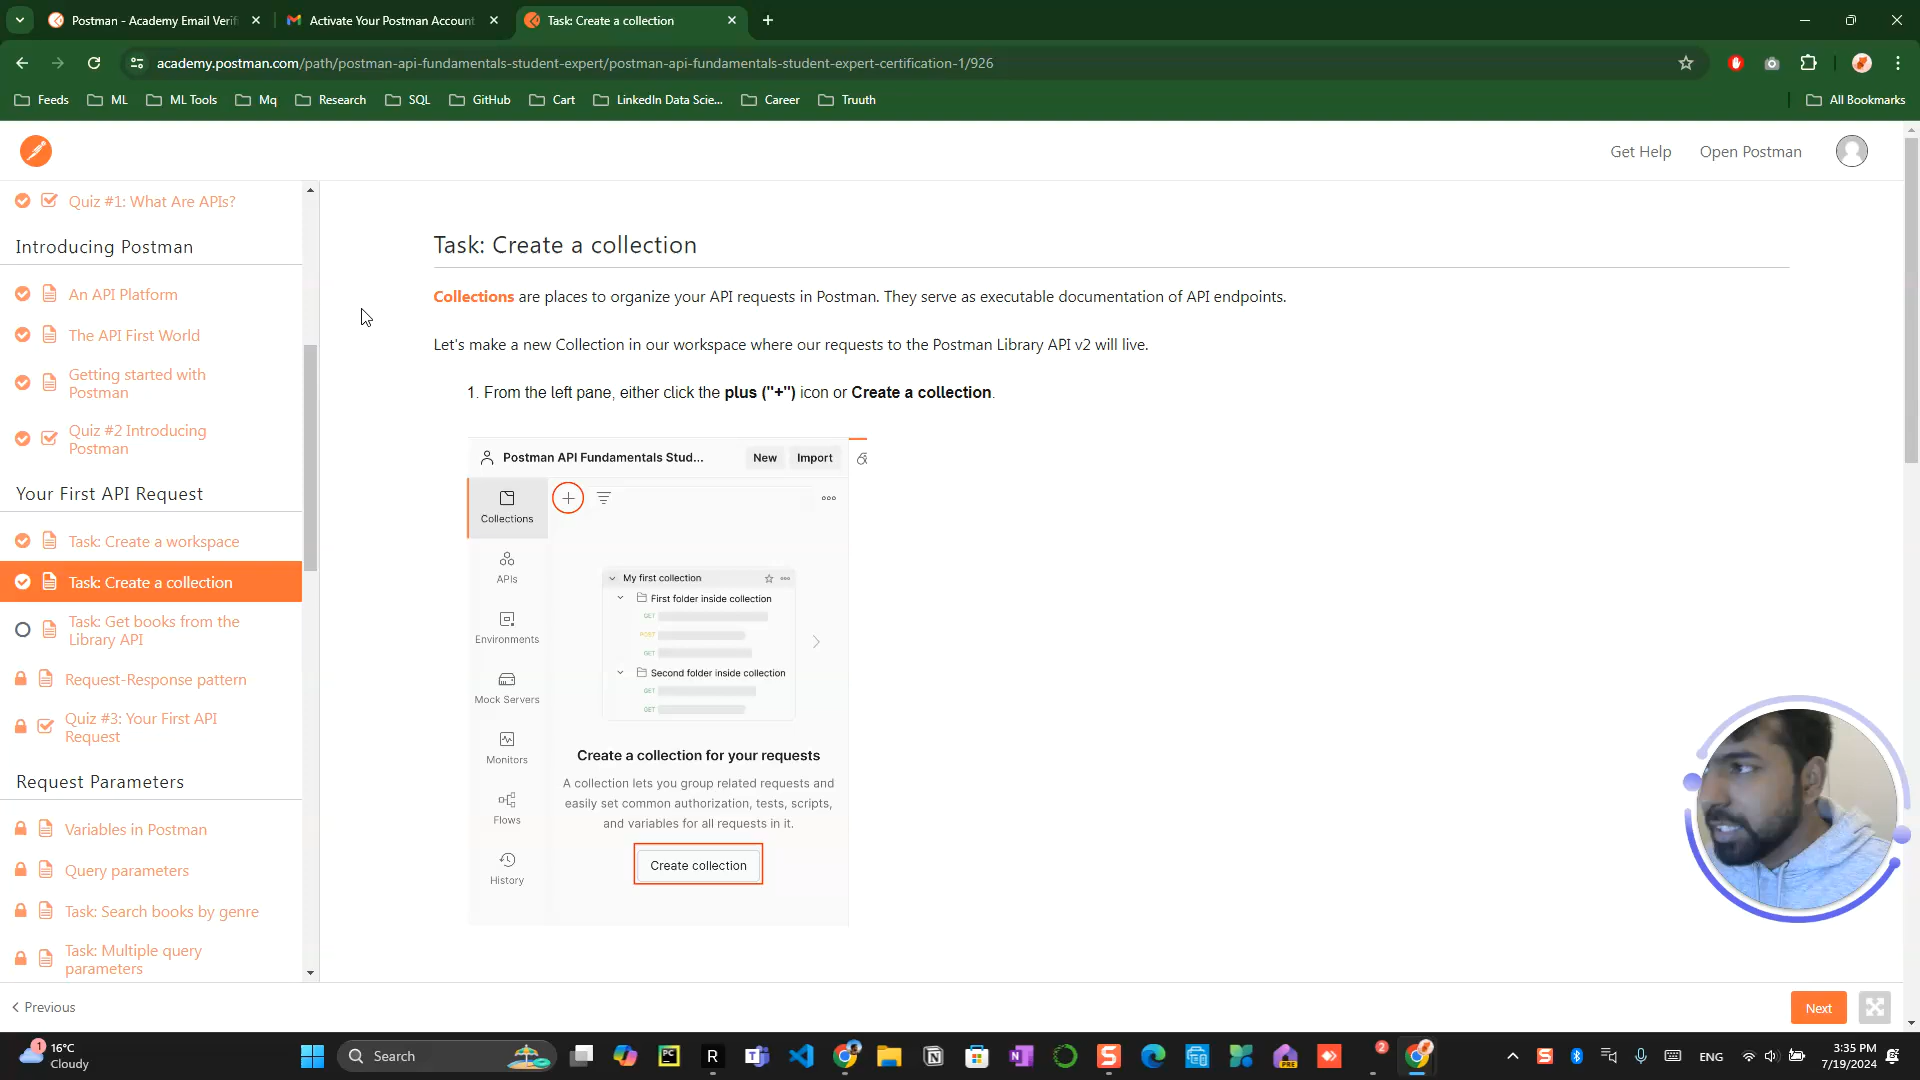 Postman - Academy Email Verif
Activate Your Postman Account
Task: Create a collection
academy.postman.com/path/postman-api-fundamentals-student-expert/postman-api-fundamentals-student-expert-certification-1/926
Feeds
ML
ML Tools
Mq
Research
SQL
GitHub
Cart
LinkedIn Data Scie...
Career
Truuth
All Bookmarks
Get Help
Open Postman
Quiz #1: What Are APIs?
Introducing Postman
An API Platform
The API First World
Getting started with
Postman
Quiz #2 Introducing
Postman
Your First API Request
Task: Create a workspace
Task: Create a collection
Task: Get books from the
Library API
Request-Response pattern
Quiz #3: Your First API
Request
Request Parameters
Variables in Postman
Query parameters
Task: Search books by genre
Task: Multiple query
parameters
Task: Create a collection
Collections are places to organize your API requests in Postman. They serve as executable documentation of API endpoints.
Let's make a new Collection in our workspace where our requests to the Postman Library API v2 will live.
1. From the left pane, either click the plus ("+") icon or Create a collection.
Postman API Fundamentals Stud...
New
Import
Collections
APIs
Environments
Mock Servers
Monitors
Flows
History
My first collection
First folder inside collection
GET
POST
GET
Second folder inside collection
GET
GET
Create a collection for your requests
A collection lets you group related requests and
easily set common authorization, tests, scripts,
and variables for all requests in it.
Create collection
Previous
Next
1
16°C
Cloudy
Search
PC
R
PRE
2
ENG
3:35 PM
7/19/2024